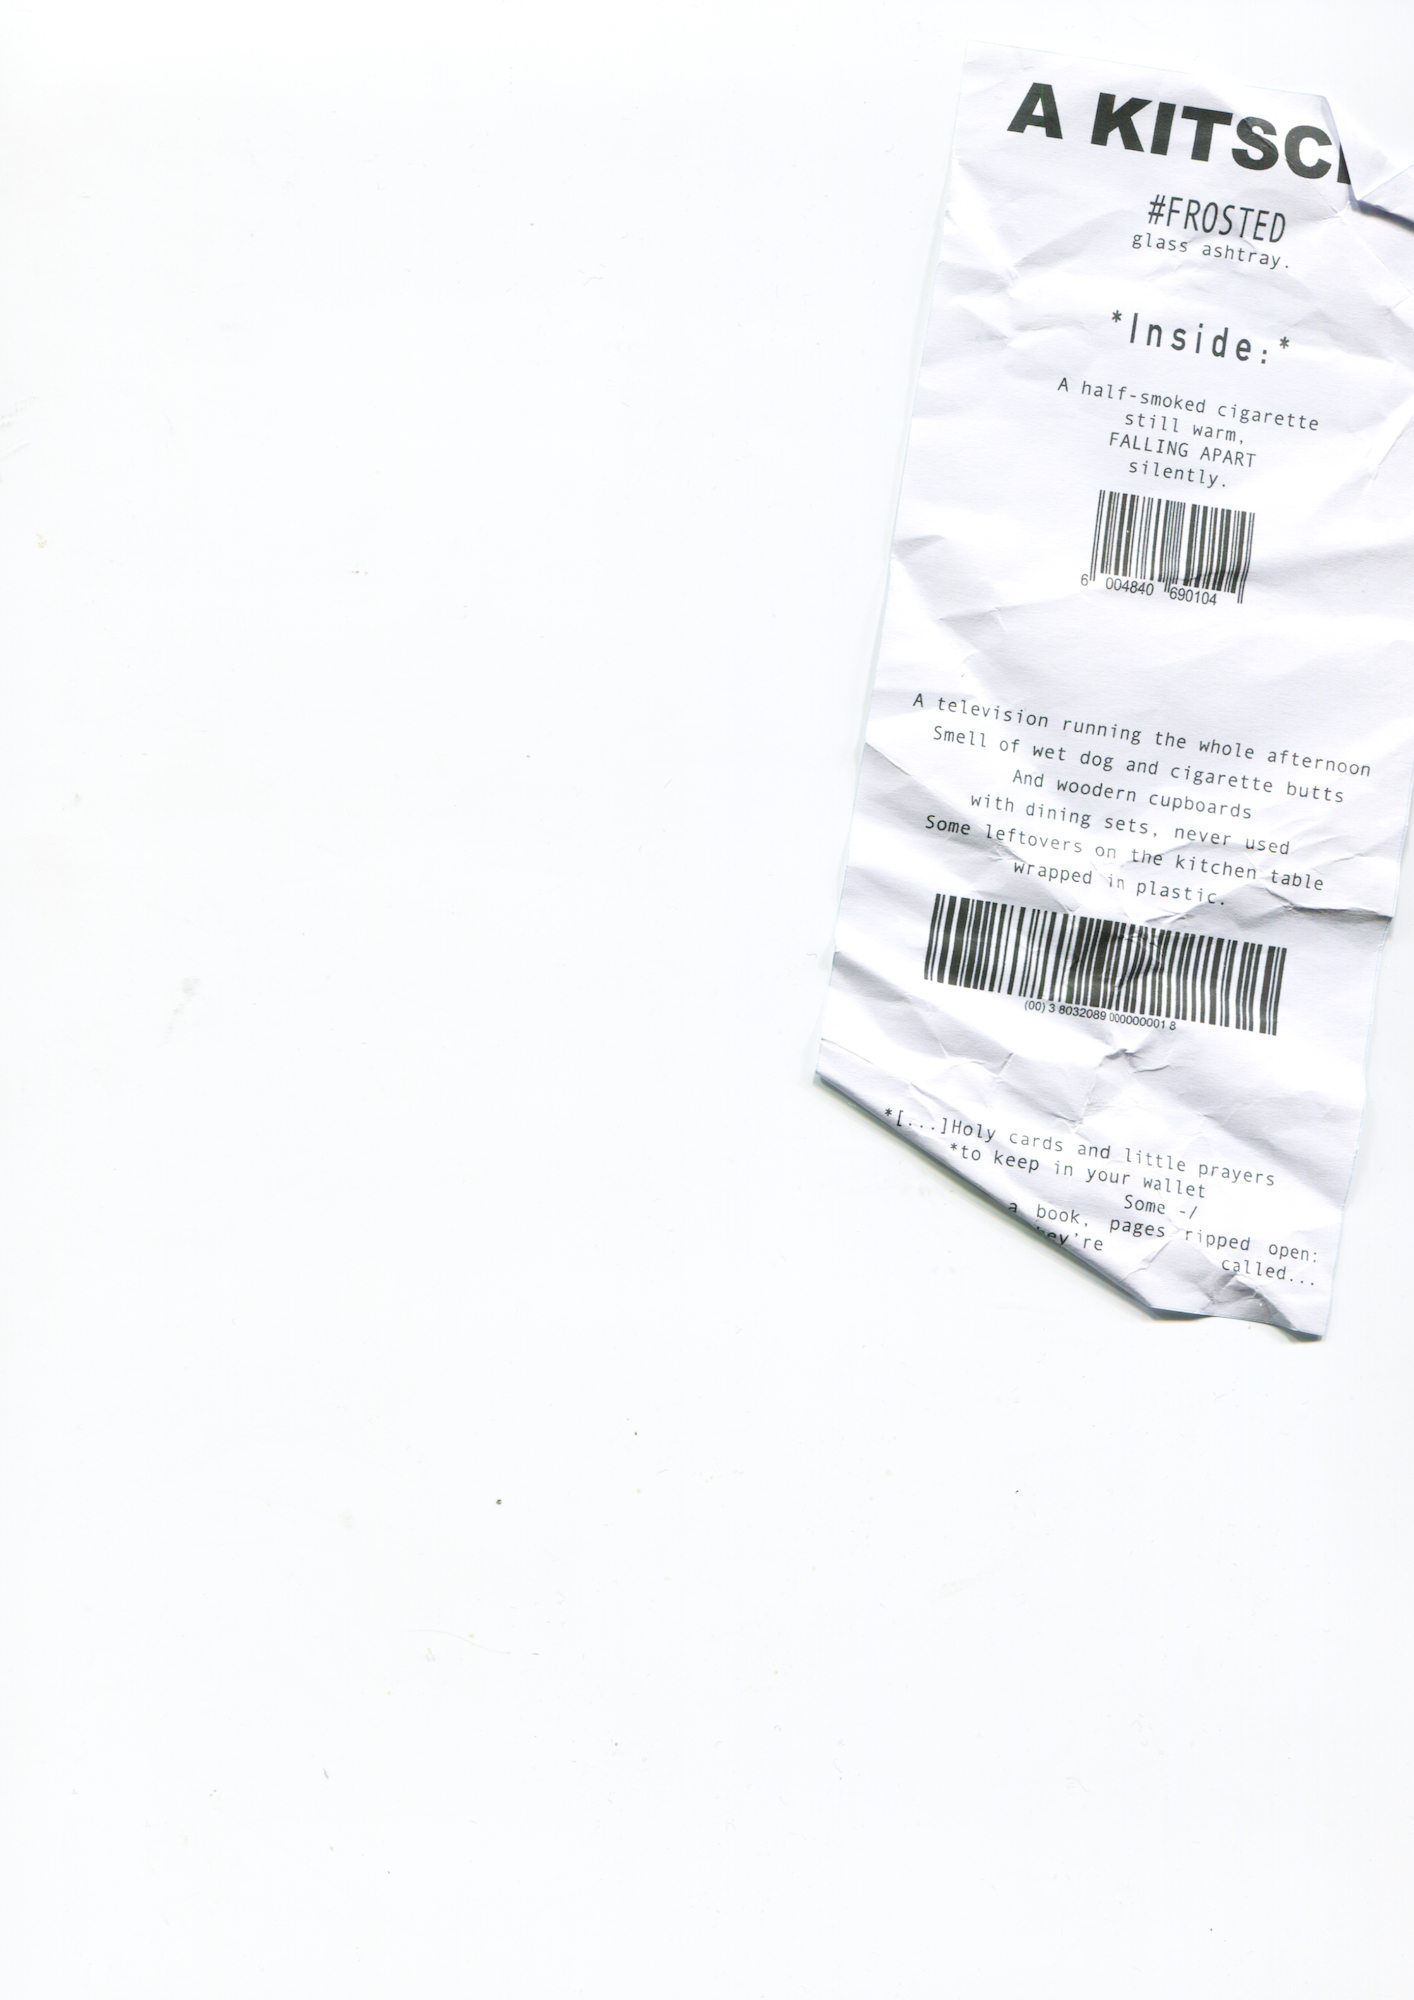 A KITSC
#FROSTED
glass ashtray.
*Inside:*
A half-smoked cigarette
still warm,
FALLING APART
silently.
6 004840 690104
A television running the whole afternoon
Smell of wet dog and cigarette butts
And woodern cupboards
with dining sets, never used
Some leftovers on the kitchen table
wrapped in plastic.
(00) 3 8032089 000000001 8
*[...]Holy cards and little prayers
*to keep in your wallet
Some -/
a book, pages ripped open:
hey're
called...